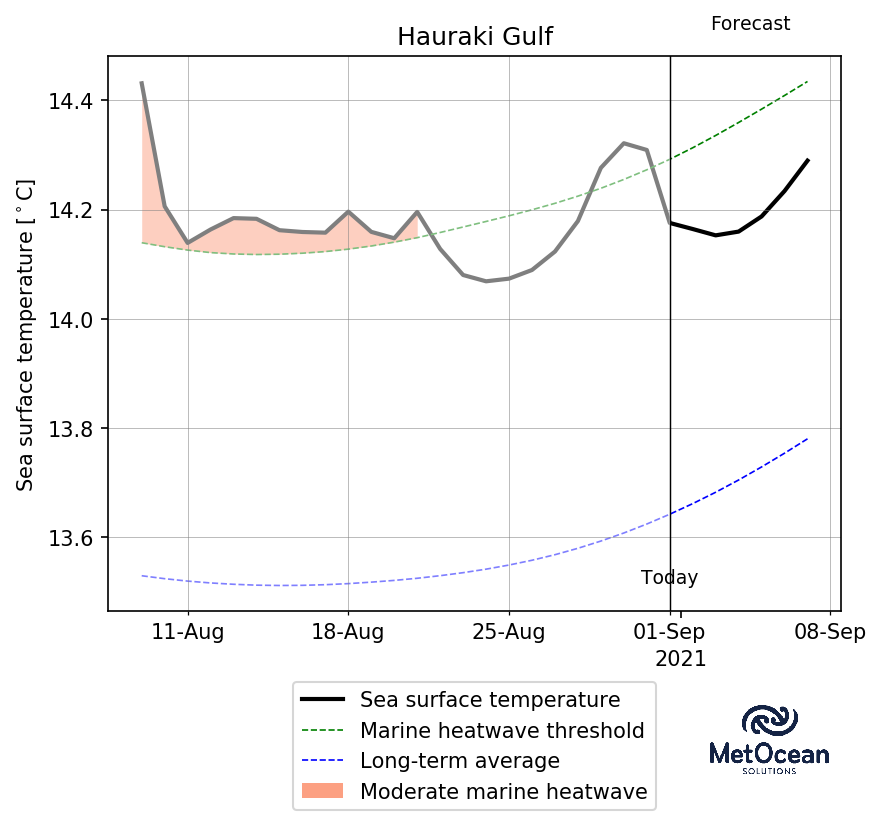 Forecast
Hauraki Gulf
Sea surface temperature [°C]
14.4
14.2
14.0
13.8
13.6
Today
11-Aug 18-Aug 25-Aug 01-Sep 08-Sep
2021
Sea surface temperature
Marine heatwave threshold
Long-term average
Moderate marine heatwave
MetOcean
SOLUTIONS